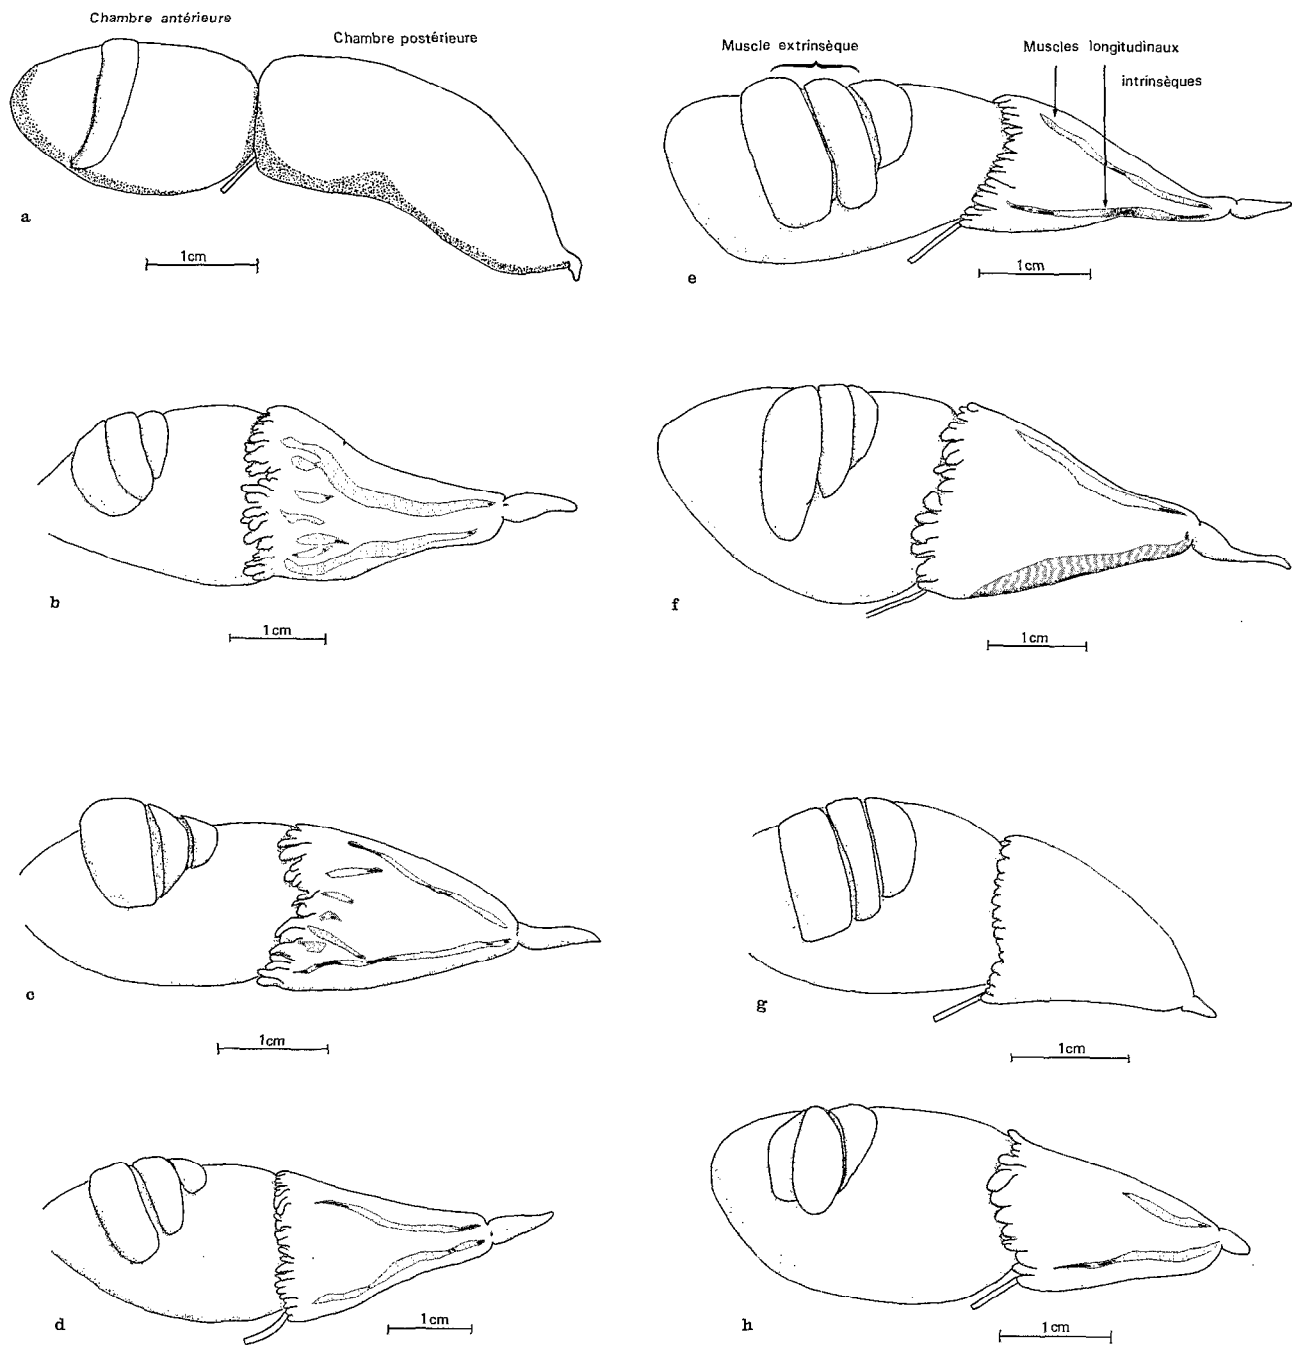 Chambre antérieure
Chambre postérieure
a
1cm
b
1cm
c
1cm
d
1cm
Muscle extrinsèque
Muscles longitudinaux
intrinsèques
e
1cm
f
1cm
g
1cm
h
1cm